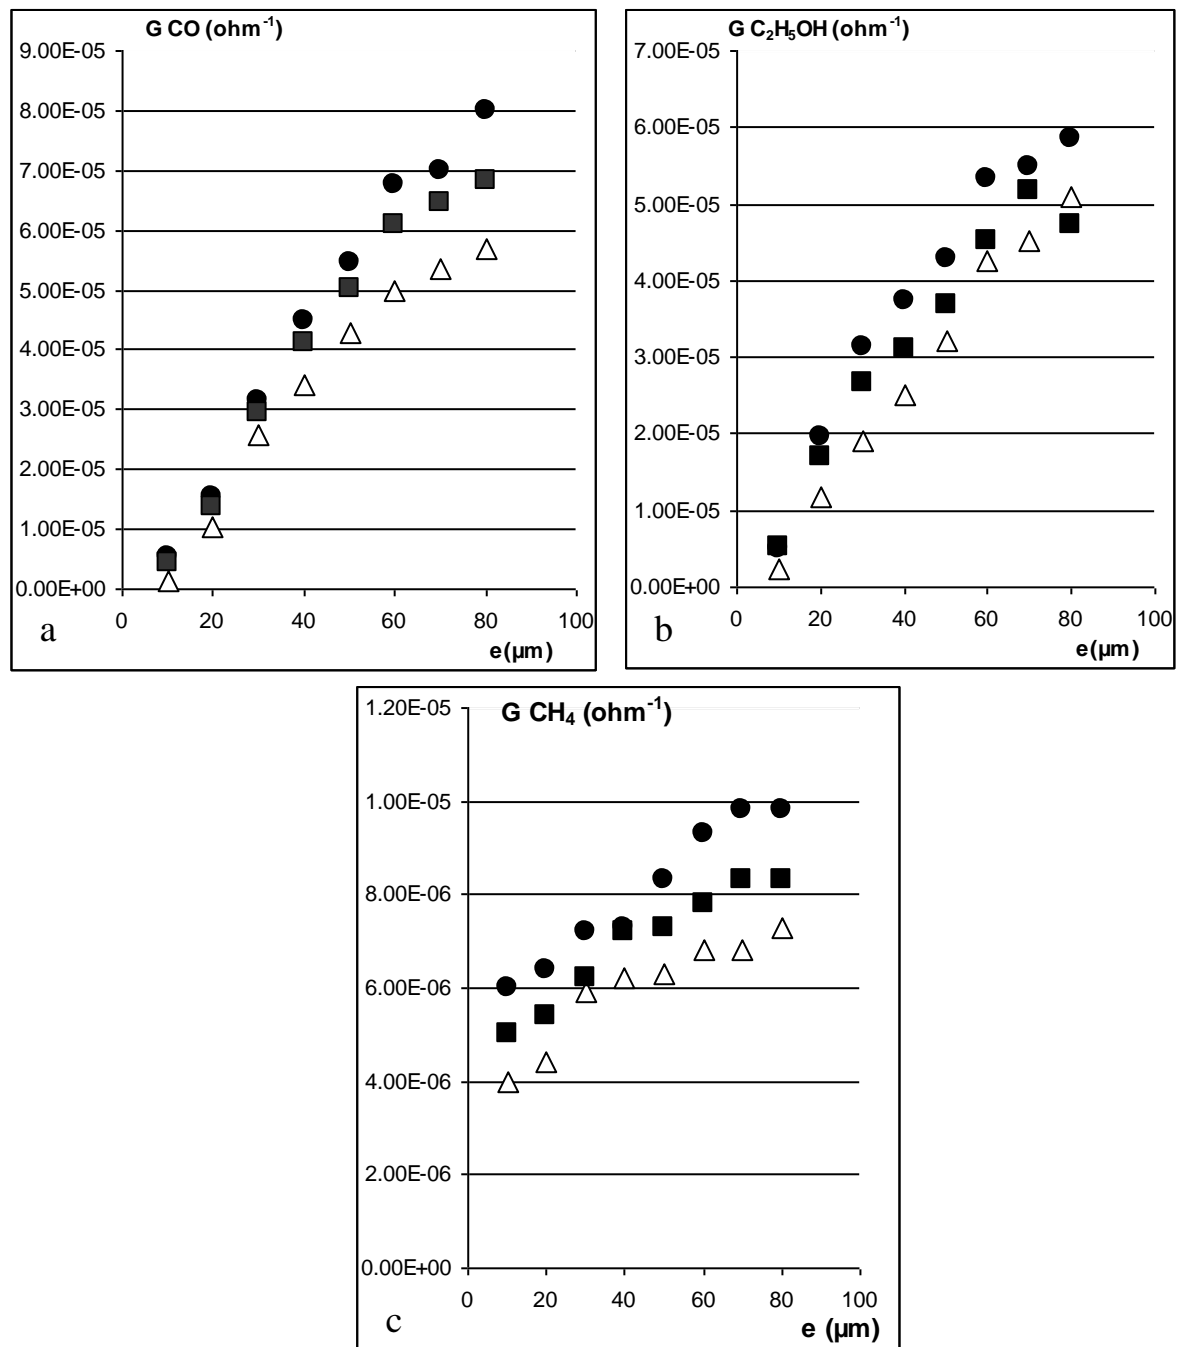 G CO (ohm⁻¹)
9.00E-05
8.00E-05
7.00E-05
6.00E-05
5.00E-05
4.00E-05
3.00E-05
2.00E-05
1.00E-05
0.00E+00
0 20 40 60 80 100
a
e (µm)
G C₂H₅OH (ohm⁻¹)
7.00E-05
6.00E-05
5.00E-05
4.00E-05
3.00E-05
2.00E-05
1.00E-05
0.00E+00
0 20 40 60 80 100
b
e (µm)
G CH₄ (ohm⁻¹)
1.20E-05
1.00E-05
8.00E-06
6.00E-06
4.00E-06
2.00E-06
0.00E+00
0 20 40 60 80 100
c
e (µm)